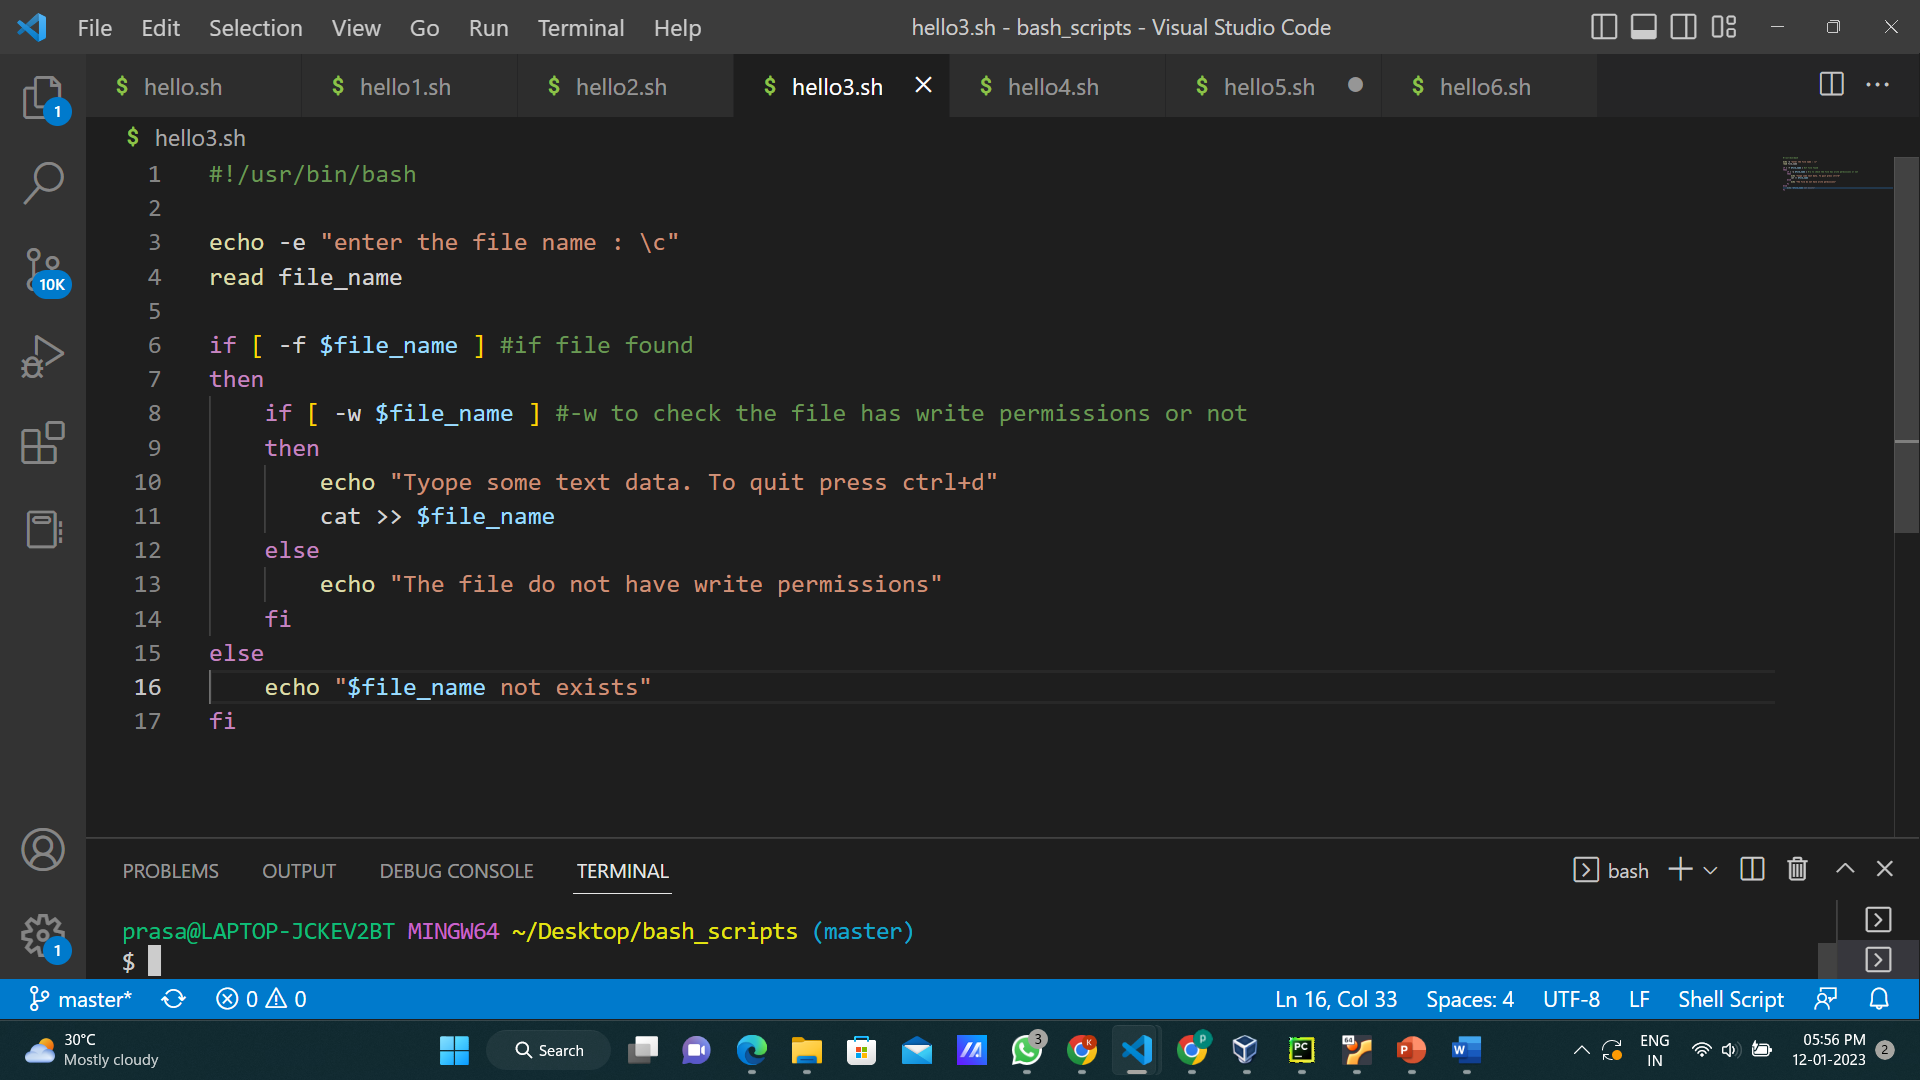 File Edit Selection View Go Run Terminal Help hello3.sh - bash_scripts - Visual Studio Code
$ hello.sh $ hello1.sh $ hello2.sh $ hello3.sh $ hello4.sh $ hello5.sh $ hello6.sh
1
$ hello3.sh
1 #!/usr/bin/bash
2
3 echo -e "enter the file name : \c"
4 read file_name
10K
5
6 if [ -f $file_name ] #if file found
7 then
8     if [ -w $file_name ] #-w to check the file has write permissions or not
9     then
10         echo "Tyope some text data. To quit press ctrl+d"
11         cat >> $file_name
12     else
13         echo "The file do not have write permissions"
14     fi
15 else
16     echo "$file_name not exists"
17 fi
PROBLEMS OUTPUT DEBUG CONSOLE TERMINAL bash
prasa@LAPTOP-JCKEV2BT MINGW64 ~/Desktop/bash_scripts (master)
1
$
master* 0 0 Ln 16, Col 33 Spaces: 4 UTF-8 LF Shell Script
30°C
Mostly cloudy
Search
3
K
P
PC
64
P
W
ENG
IN
05:56 PM
12-01-2023
2